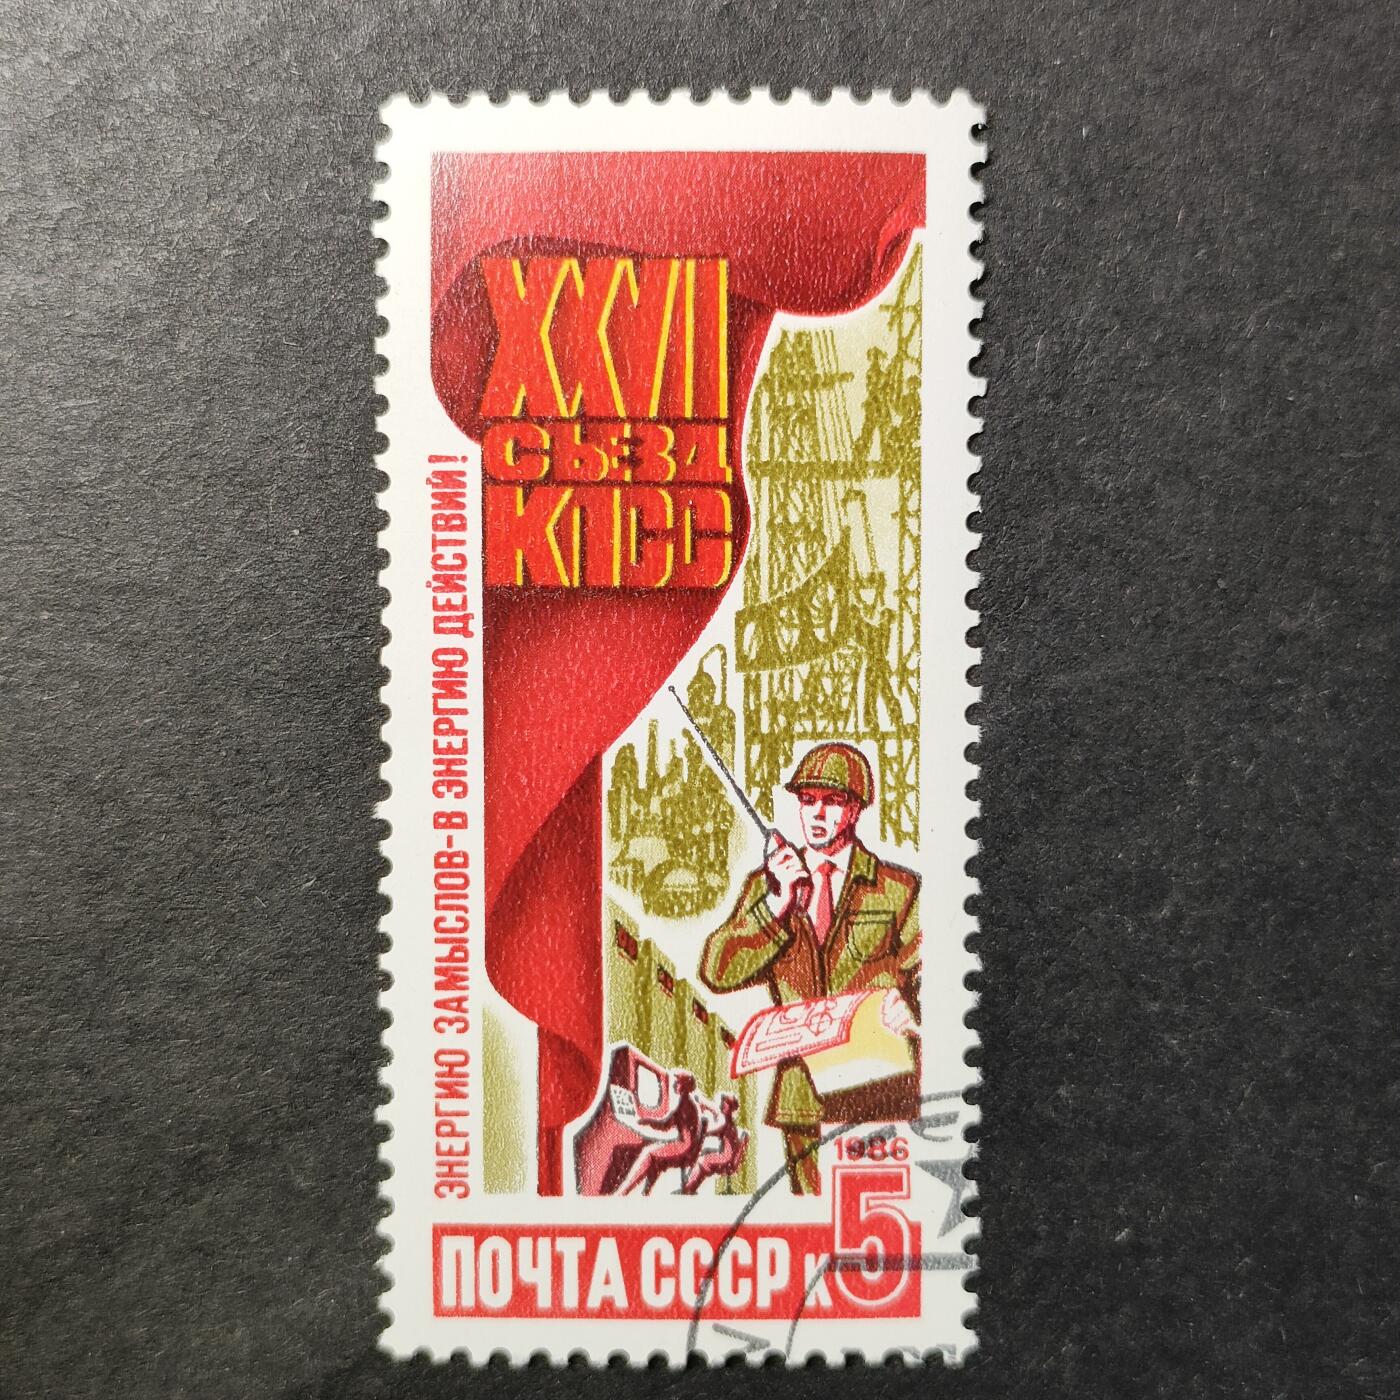 XXVII
СЪЕЗД
КПСС
ЭНЕРГИЮ ЗАМЫСЛОВ-В ЭНЕРГИЮ ДЕЙСТВИЙ!
1986
ПОЧТА СССР к5